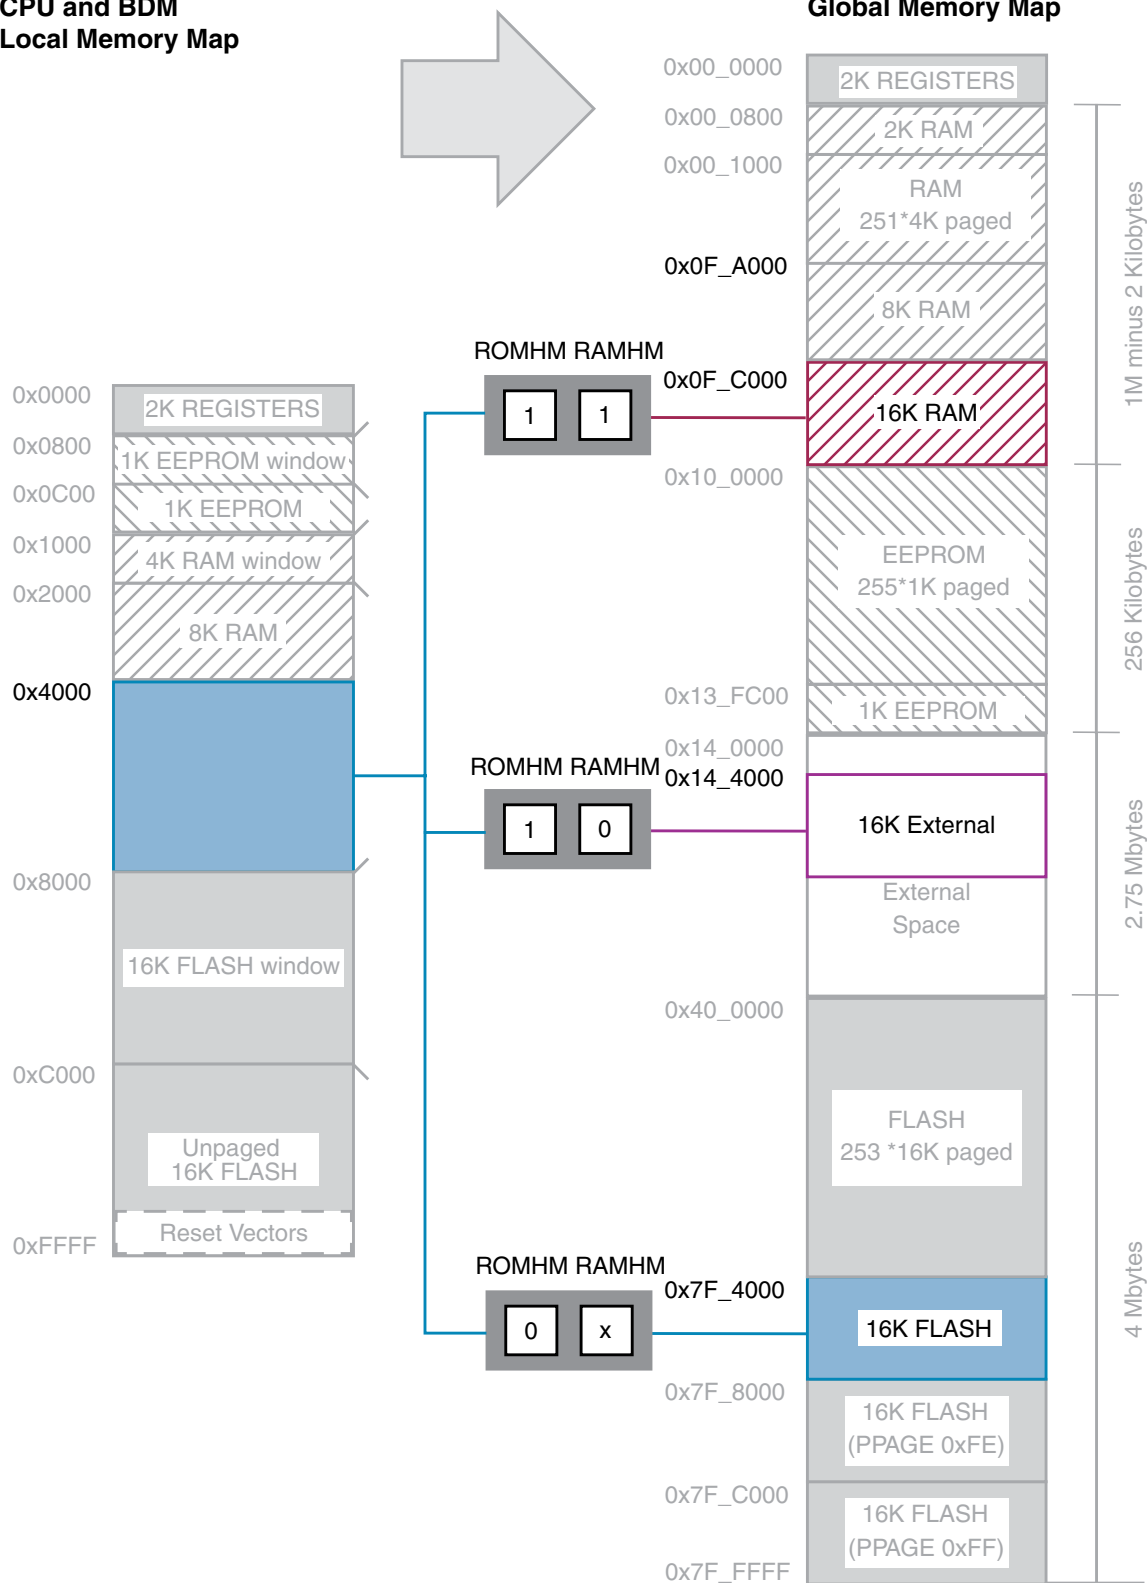 CPU and BDM
Local Memory Map
Global Memory Map
0x00_0000
2K REGISTERS
0x00_0800
2K RAM
0x00_1000
RAM
251*4K paged
0x0F_A000
8K RAM
1M minus 2 Kilobytes
ROMHM RAMHM
1 1
0x0F_C000
16K RAM
0x10_0000
EEPROM
255*1K paged
256 Kilobytes
0x13_FC00
1K EEPROM
0x14_0000
ROMHM RAMHM
1 0
0x14_4000
16K External
External
Space
2.75 Mbytes
0x40_0000
FLASH
253 *16K paged
ROMHM RAMHM
0 x
0x7F_4000
16K FLASH
4 Mbytes
0x7F_8000
16K FLASH
(PPAGE 0xFE)
0x7F_C000
16K FLASH
(PPAGE 0xFF)
0x7F_FFFF
0x0000
2K REGISTERS
0x0800
1K EEPROM window
0x0C00
1K EEPROM
0x1000
4K RAM window
0x2000
8K RAM
0x4000
0x8000
16K FLASH window
0xC000
Unpaged
16K FLASH
Reset Vectors
0xFFFF